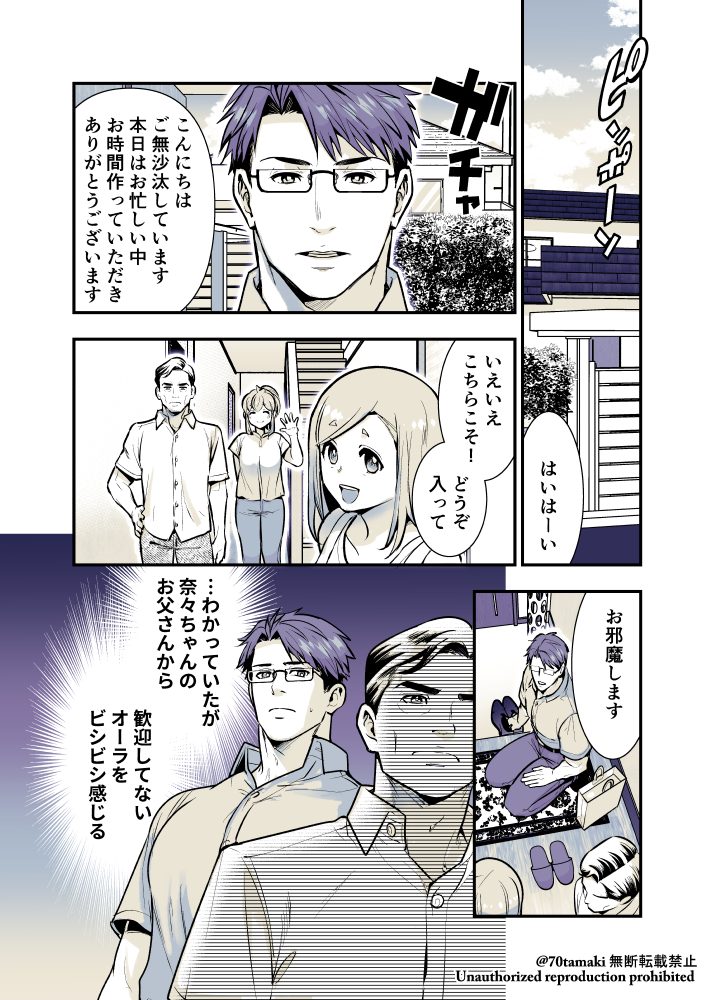 ピンポーン
はいはーい
ガチャ
こんにちは
ご無沙汰しています
本日はお忙しい中
お時間作っていただき
ありがとうございます
いえいえ
こちらこそ！
どうぞ
入って
お邪魔します
…わかっていたが
奈々ちゃんの
お父さんから
歓迎してない
オーラを
ビシビシ感じる
@70tamaki 無断転載禁止
Unauthorized reproduction prohibited